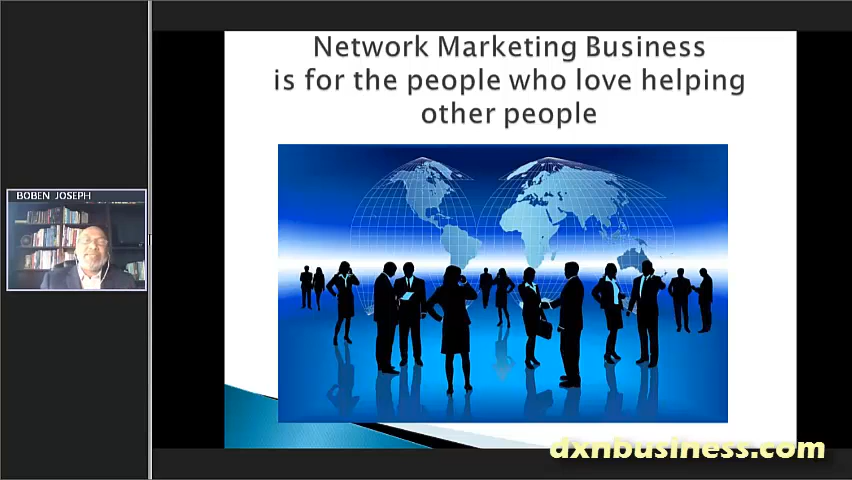 Network Marketing Business
is for the people who love helping
other people
BOBEN JOSEPH
dxnbusiness.com